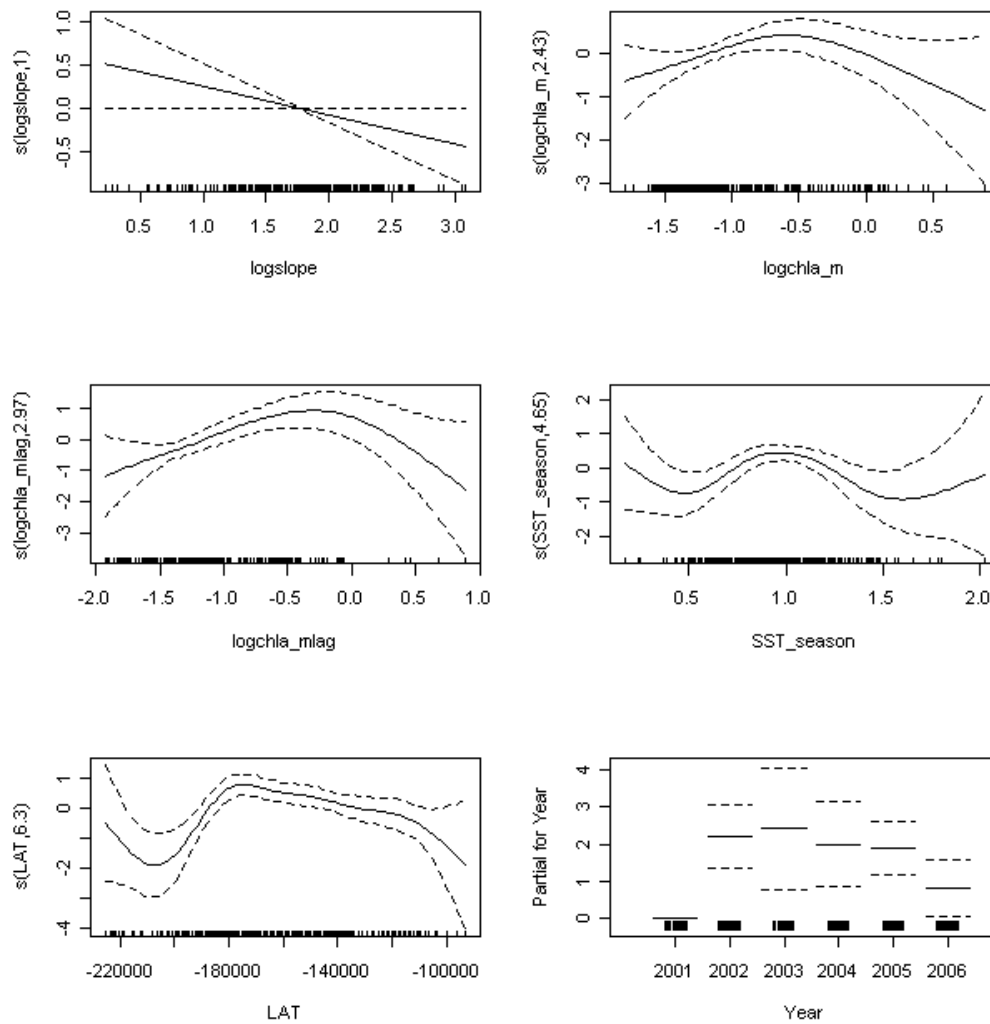 s(logslope,1)
1.0
0.5
0.0
-0.5
0.5 1.0 1.5 2.0 2.5 3.0
logslope
s(logchla_m,2.43)
0
-1
-2
-3
-1.5 -1.0 -0.5 0.0 0.5
logchla_m
s(logchla_mlag,2.97)
1
0
-1
-2
-3
-2.0 -1.5 -1.0 -0.5 0.0 0.5 1.0
logchla_mlag
s(SST_season,4.65)
2
1
0
-1
-2
0.5 1.0 1.5 2.0
SST_season
s(LAT,6.3)
1
0
-2
-4
-220000 -180000 -140000 -100000
LAT
Partial for Year
4
3
2
1
0
2001 2002 2003 2004 2005 2006
Year